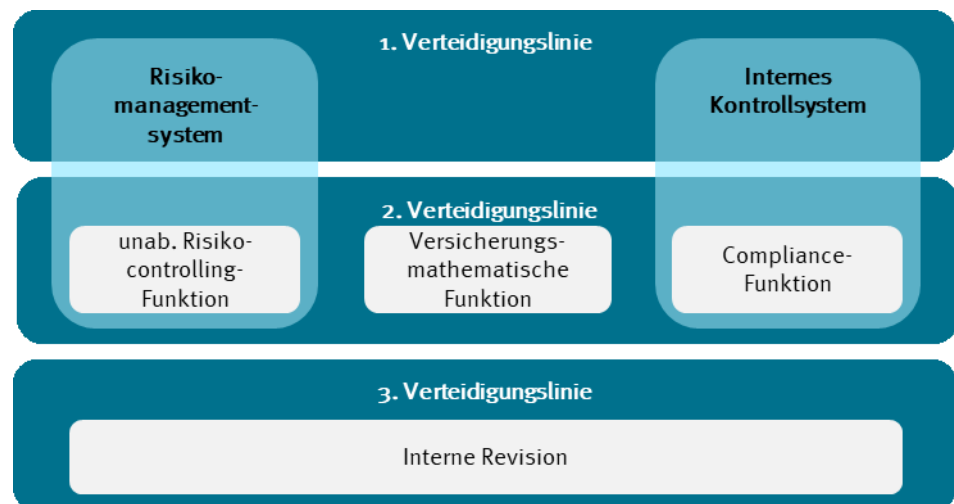 1. Verteidigungslinie
Risiko-
management-
system
Internes
Kontrollsystem
2. Verteidigungslinie
unab. Risiko-
controlling-
Funktion
Versicherungs-
mathematische
Funktion
Compliance-
Funktion
3. Verteidigungslinie
Interne Revision